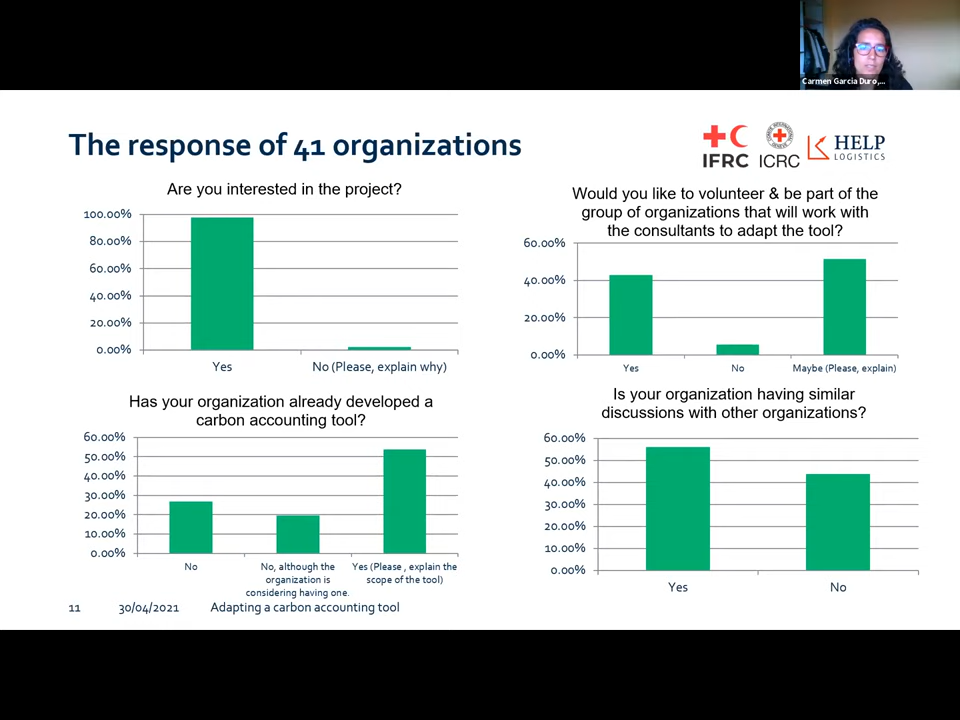 Carmen Garcia Duro,...
The response of 41 organizations
IFRC
ICRC
HELP
LOGISTICS
Are you interested in the project?
100.00%
80.00%
60.00%
40.00%
20.00%
0.00%
Yes
No (Please, explain why)
Would you like to volunteer & be part of the
group of organizations that will work with
the consultants to adapt the tool?
60.00%
40.00%
20.00%
0.00%
Yes
No
Maybe (Please, explain)
Has your organization already developed a
carbon accounting tool?
60.00%
50.00%
40.00%
30.00%
20.00%
10.00%
0.00%
No
No, although the
organization is
considering having one.
Yes (Please , explain the
scope of the tool)
Is your organization having similar
discussions with other organizations?
60.00%
50.00%
40.00%
30.00%
20.00%
10.00%
0.00%
Yes
No
11 30/04/2021 Adapting a carbon accounting tool